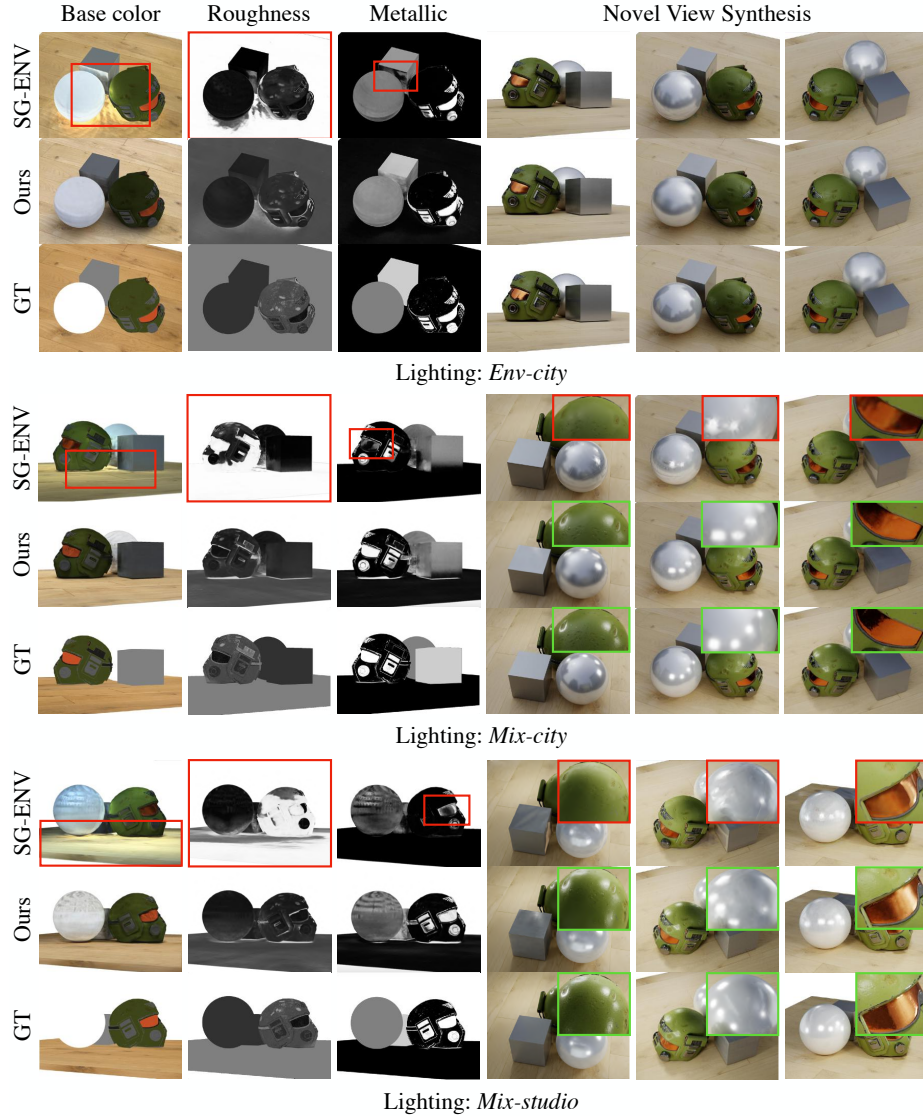 Base color Roughness Metallic Novel View Synthesis
SG-ENV
Ours
GT
Lighting: Env-city
SG-ENV
Ours
GT
Lighting: Mix-city
SG-ENV
Ours
GT
Lighting: Mix-studio